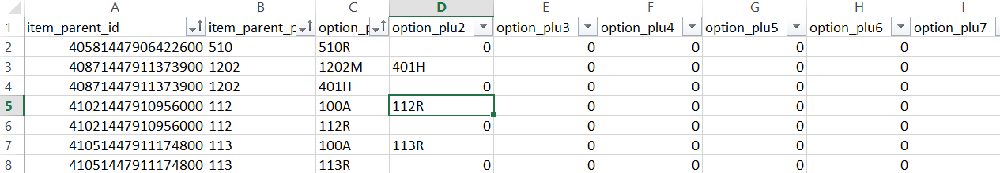 A B C D E F G H I
1 item_parent_id item_parent_p option_p option_plu2 option_plu3 option_plu4 option_plu5 option_plu6 option_plu7
2 40581447906422600 510 510R 0 0 0 0 0
3 40871447911373900 1202 1202M 401H 0 0 0 0
4 40871447911373900 1202 401H 0 0 0 0 0
5 41021447910956000 112 100A 112R 0 0 0 0
6 41021447910956000 112 112R 0 0 0 0 0
7 41051447911174800 113 100A 113R 0 0 0 0
8 41051447911174800 113 113R 0 0 0 0 0